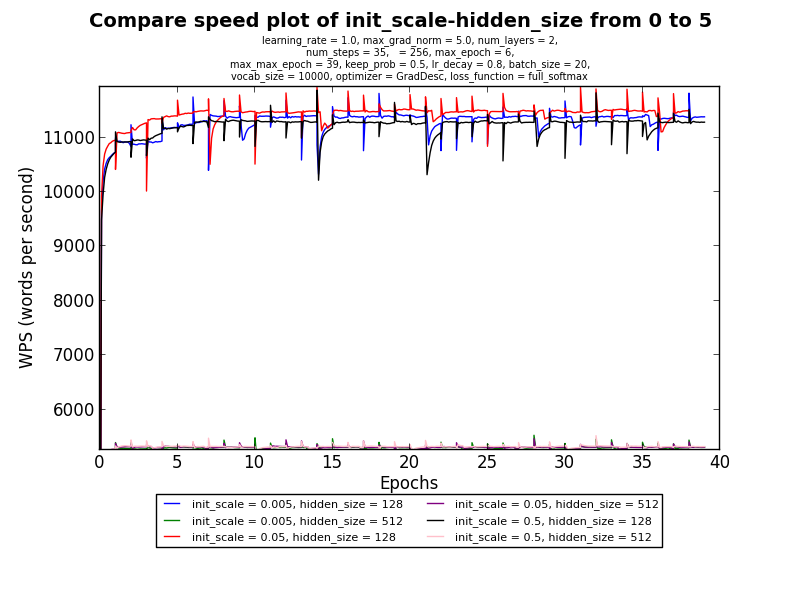 Compare speed plot of init_scale-hidden_size from 0 to 5
learning_rate = 1.0, max_grad_norm = 5.0, num_layers = 2,
num_steps = 35,   = 256, max_epoch = 6,
max_max_epoch = 39, keep_prob = 0.5, lr_decay = 0.8, batch_size = 20,
vocab_size = 10000, optimizer = GradDesc, loss_function = full_softmax
WPS (words per second)
11000
10000
9000
8000
7000
6000
0 5 10 15 20 25 30 35 40
Epochs
init_scale = 0.005, hidden_size = 128
init_scale = 0.005, hidden_size = 512
init_scale = 0.05, hidden_size = 128
init_scale = 0.05, hidden_size = 512
init_scale = 0.5, hidden_size = 128
init_scale = 0.5, hidden_size = 512